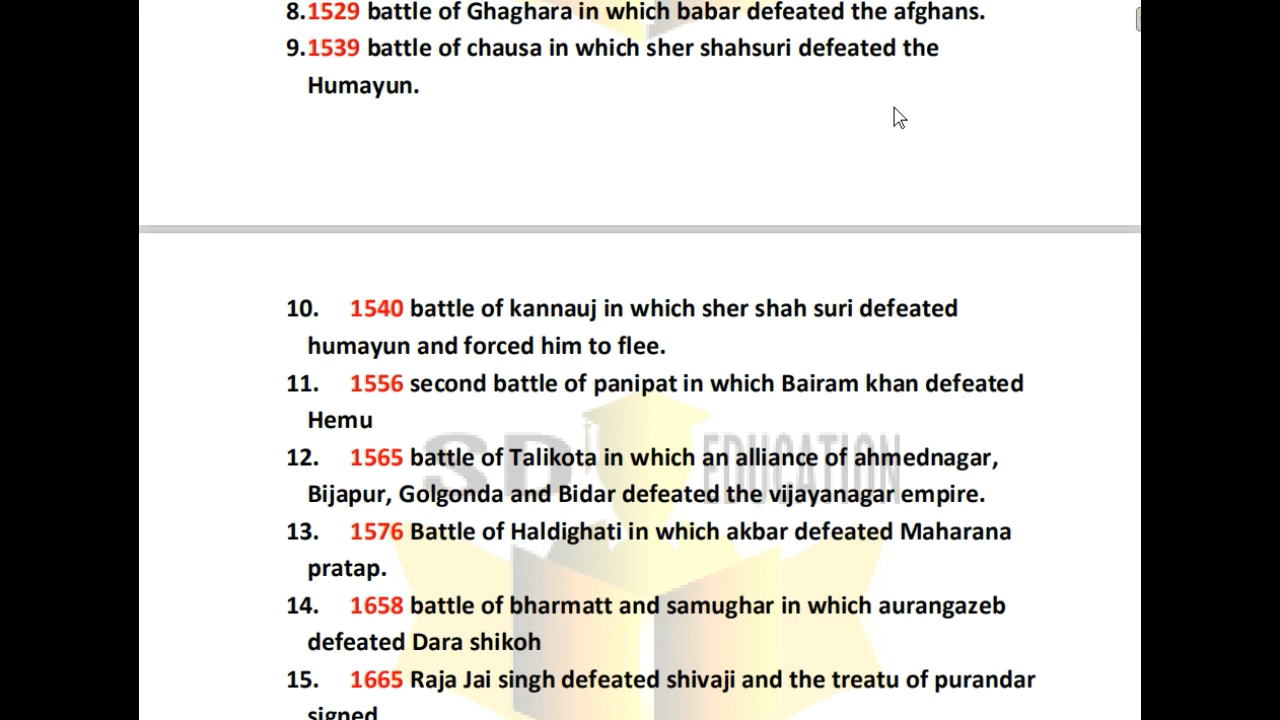 8.1529 battle of Ghaghara in which babar defeated the afghans.
9.1539 battle of chausa in which sher shahsuri defeated the
Humayun.
10. 1540 battle of kannauj in which sher shah suri defeated
humayun and forced him to flee.
11. 1556 second battle of panipat in which Bairam khan defeated
Hemu
12. 1565 battle of Talikota in which an alliance of ahmednagar,
Bijapur, Golgonda and Bidar defeated the vijayanagar empire.
SD EDUCATION
13. 1576 Battle of Haldighati in which akbar defeated Maharana
pratap.
14. 1658 battle of bharmatt and samughar in which aurangazeb
defeated Dara shikoh
15. 1665 Raja Jai singh defeated shivaji and the treatu of purandar
signed